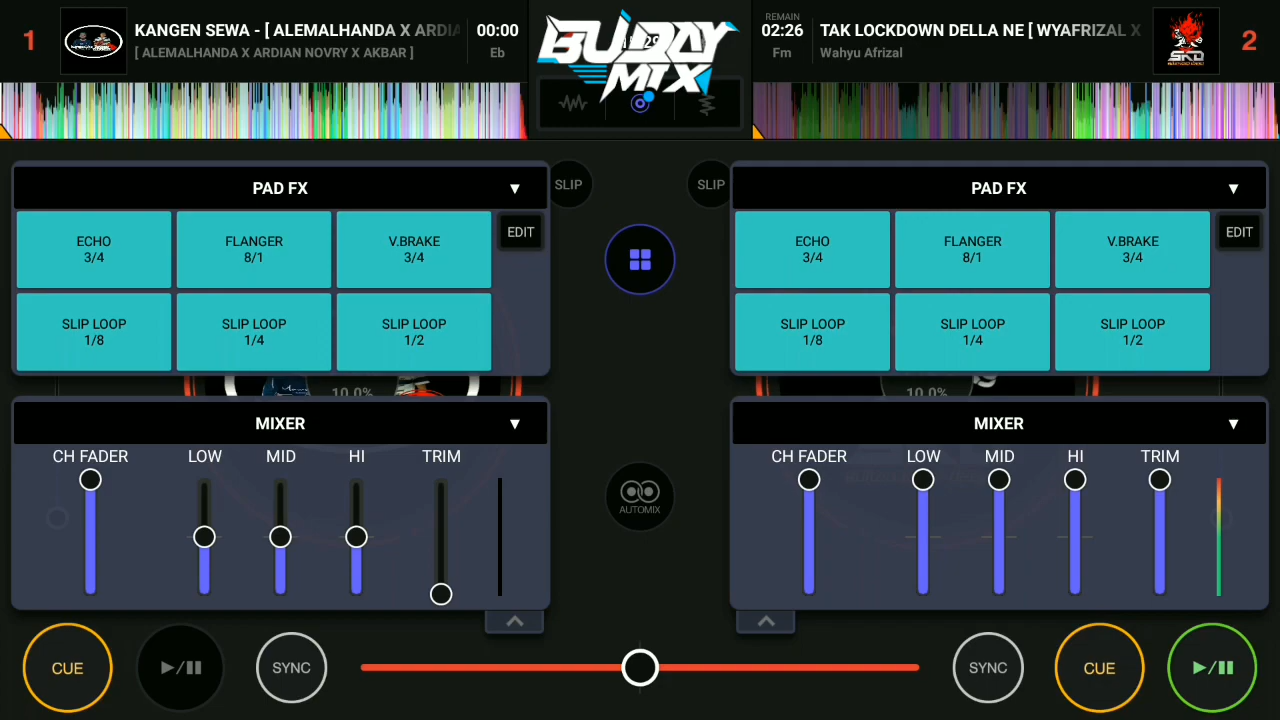 1
KANGEN SEWA - [ ALEMALHANDA X ARDIA
[ ALEMALHANDA X ARDIAN NOVRY X AKBAR ]
00:00
Eb
BUDAY
MIX
REMAIN
02:26
Fm
TAK LOCKDOWN DELLA NE [ WYAFRIZAL X
Wahyu Afrizal
SKD
2
PAD FX ▼
ECHO
3/4
FLANGER
8/1
V.BRAKE
3/4
EDIT
SLIP LOOP
1/8
SLIP LOOP
1/4
SLIP LOOP
1/2
SLIP
SLIP
PAD FX ▼
ECHO
3/4
FLANGER
8/1
V.BRAKE
3/4
EDIT
SLIP LOOP
1/8
SLIP LOOP
1/4
SLIP LOOP
1/2
10.0%
10.0%
MIXER ▼
CH FADER LOW MID HI TRIM
AUTOMIX
MIXER ▼
CH FADER LOW MID HI TRIM
CUE
SYNC
SYNC
CUE